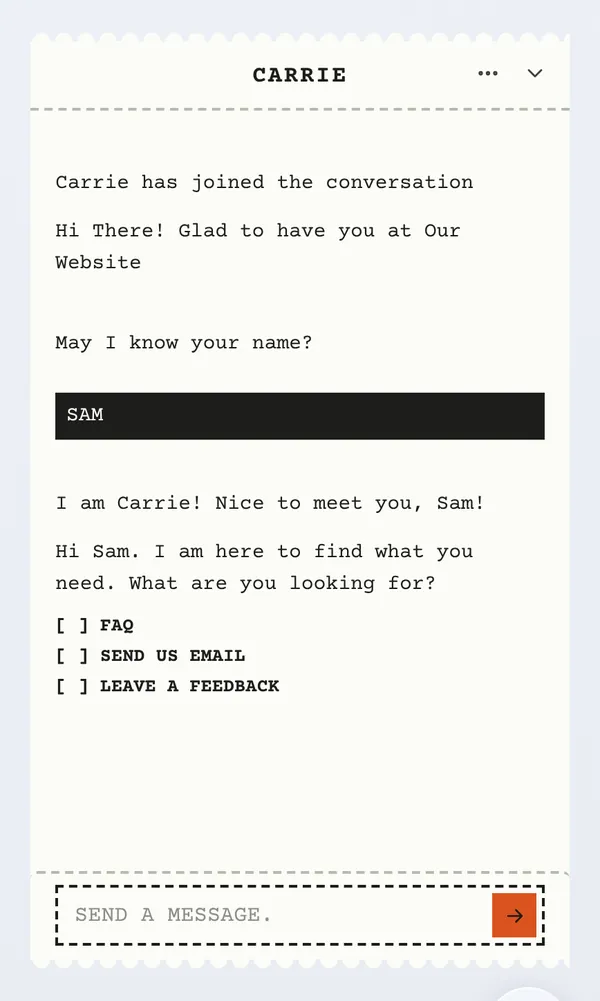 CARRIE
Carrie has joined the conversation
Hi There! Glad to have you at Our
Website
May I know your name?
SAM
I am Carrie! Nice to meet you, Sam!
Hi Sam. I am here to find what you
need. What are you looking for?
[ ] FAQ
[ ] SEND US EMAIL
[ ] LEAVE A FEEDBACK
SEND A MESSAGE.